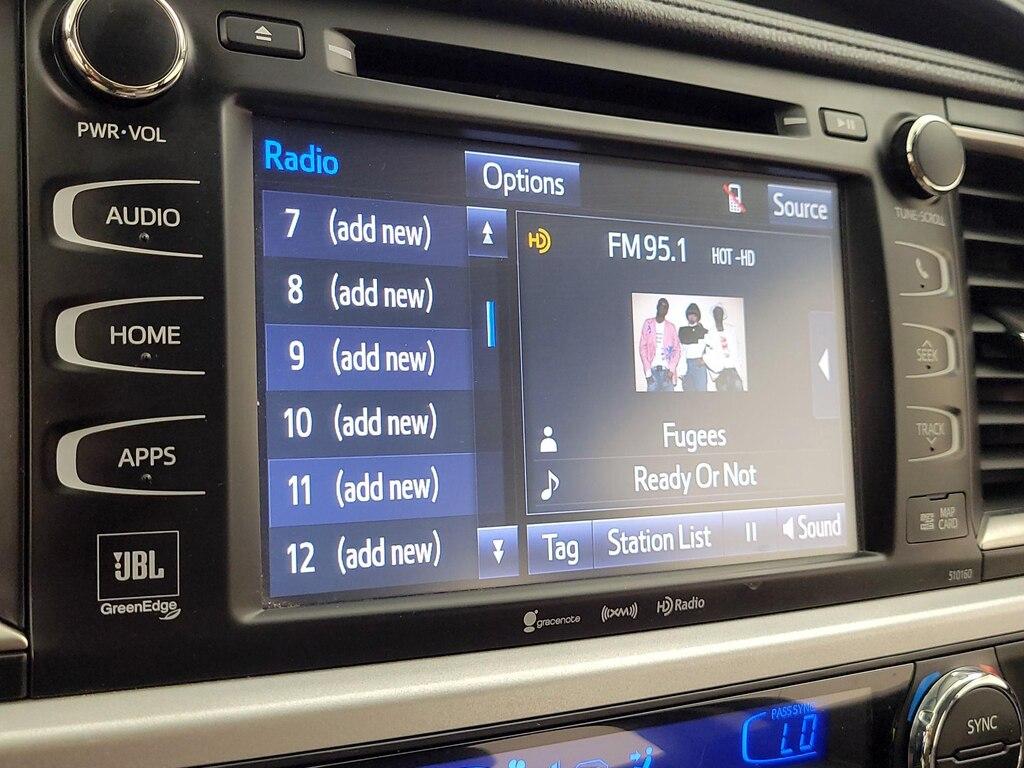 PWR•VOL
AUDIO
HOME
APPS
JBL
GreenEdge
Radio
Options
Source
7 (add new)
8 (add new)
9 (add new)
10 (add new)
11 (add new)
12 (add new)
HD
FM 95.1 HOT-HD
Fugees
Ready Or Not
Tag
Station List
Sound
gracenote
((XM))
HD Radio
TUNE•SCROLL
SEEK
TRACK
MAP
CARD
510160
PASS SYNC
LO
SYNC